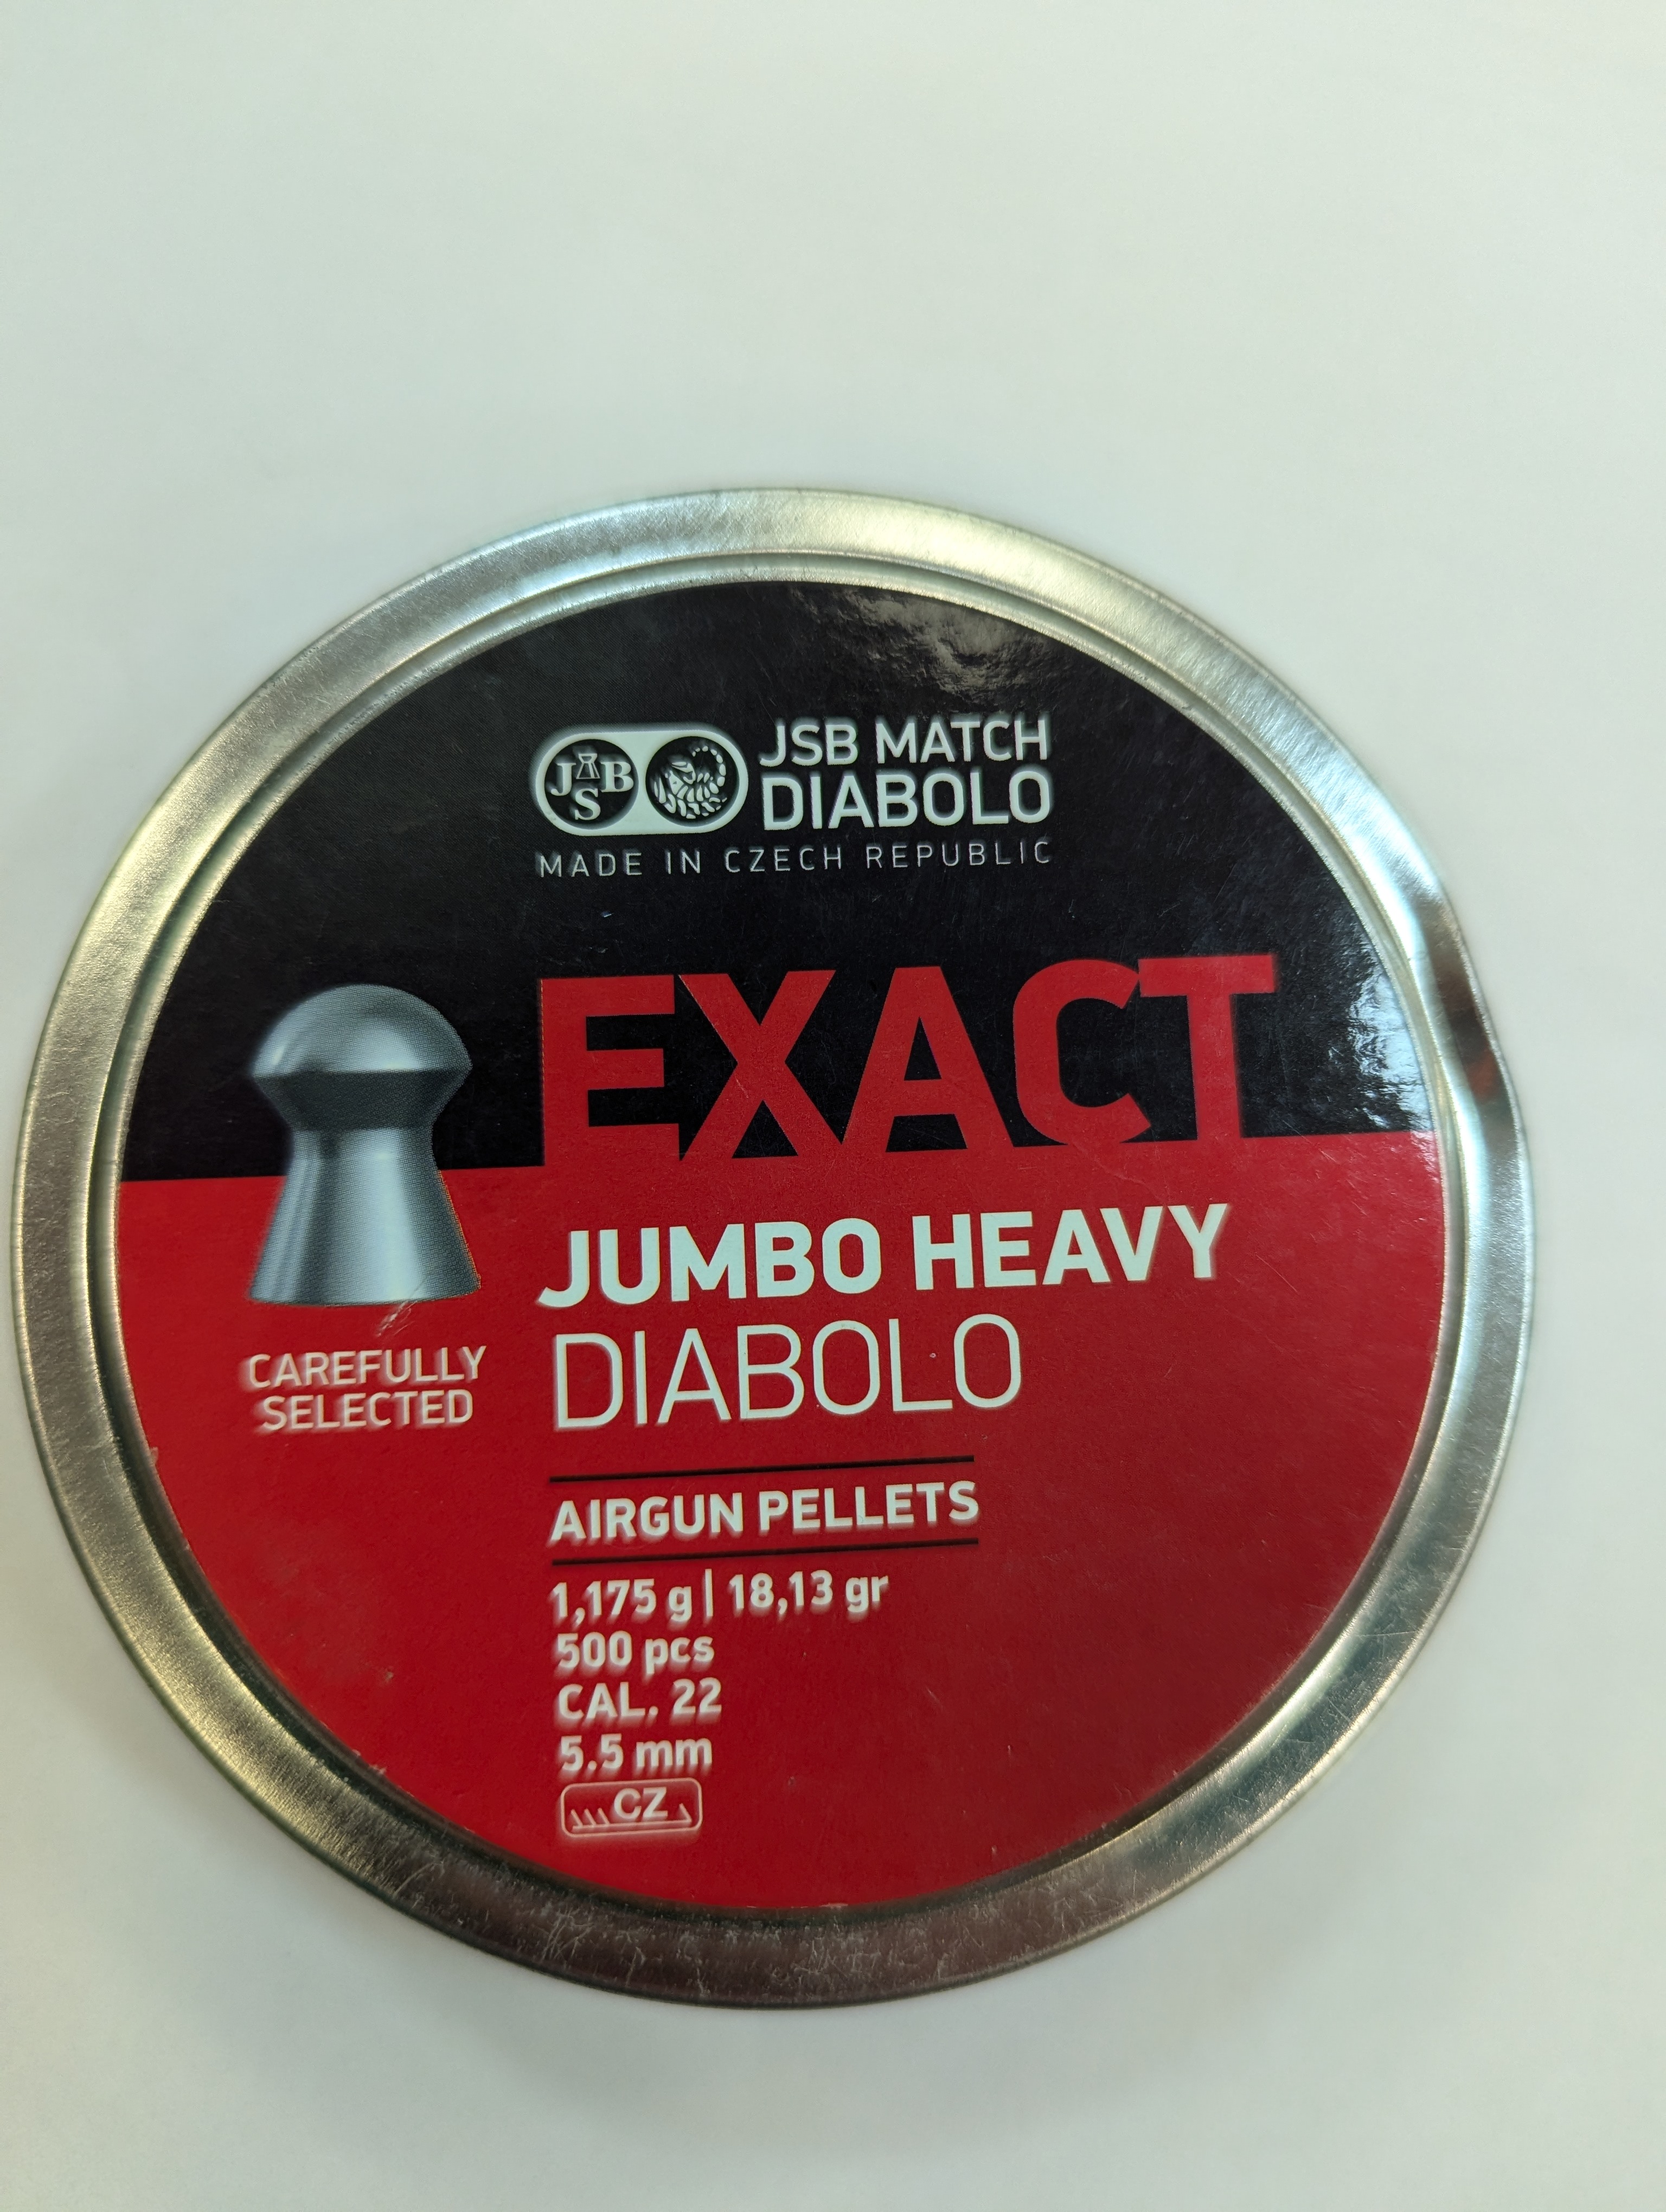 JSB
JSB MATCH
DIABOLO
MADE IN CZECH REPUBLIC
EXACT
JUMBO HEAVY
DIABOLO
CAREFULLY
SELECTED
AIRGUN PELLETS
1,175 g | 18,13 gr
500 pcs
CAL. 22
5.5 mm
CZ